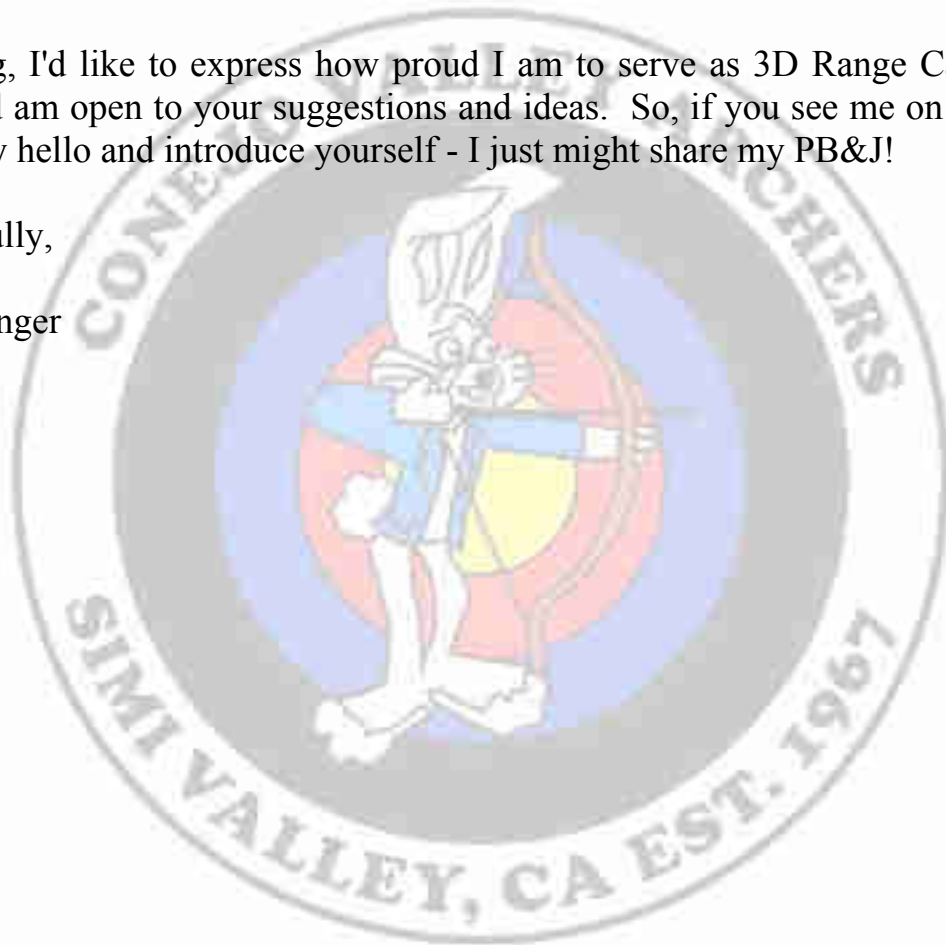 g, I'd like to express how proud I am to serve as 3D Range C
d am open to your suggestions and ideas. So, if you see me on
y hello and introduce yourself - I just might share my PB&J!
ully,
nger
CONEJO VALLEY ARCHERS
SIMI VALLEY, CA EST. 1967